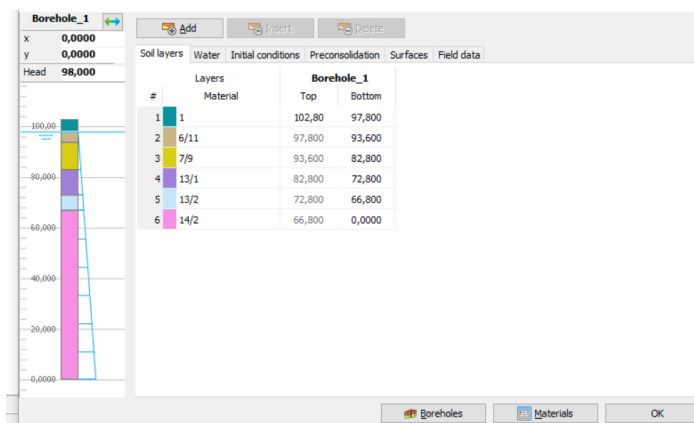 Borehole_1
x 0,0000
y 0,0000
Head 98,000
100,00
80,000
60,000
40,000
20,000
0,0000
Add Insert Delete
Soil layers Water Initial conditions Preconsolidation Surfaces Field data
Layers Borehole_1
# Material Top Bottom
1 1 102,80 97,800
2 6/11 97,800 93,600
3 7/9 93,600 82,800
4 13/1 82,800 72,800
5 13/2 72,800 66,800
6 14/2 66,800 0,0000
Boreholes Materials OK